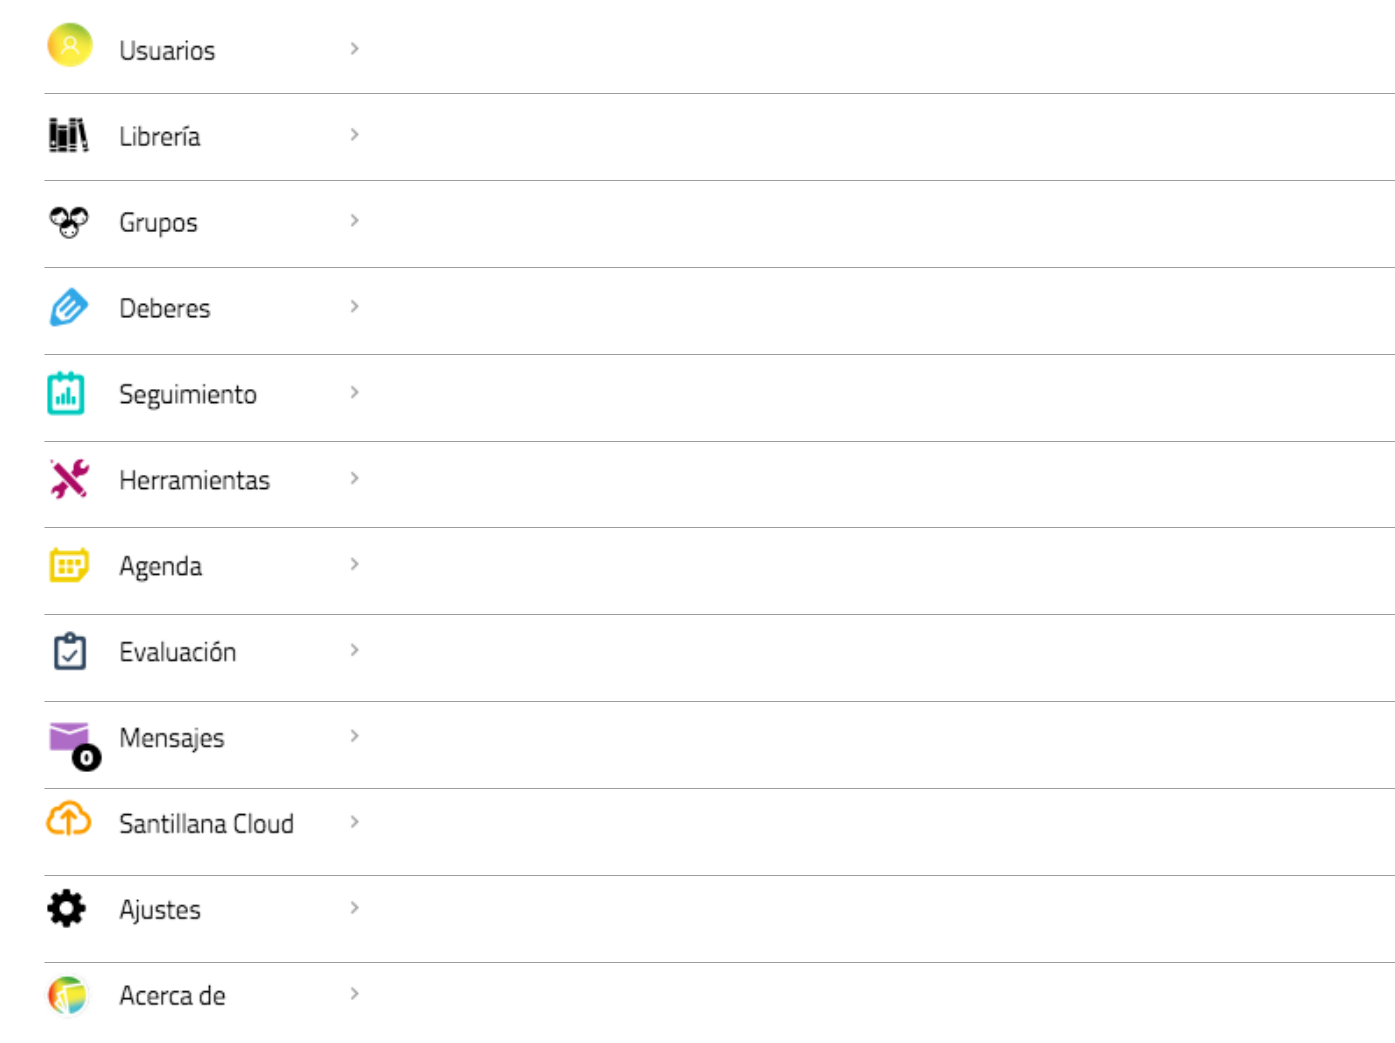 Usuarios
Librería
Grupos
Deberes
Seguimiento
Herramientas
Agenda
Evaluación
Mensajes
0
Santillana Cloud
Ajustes
Acerca de